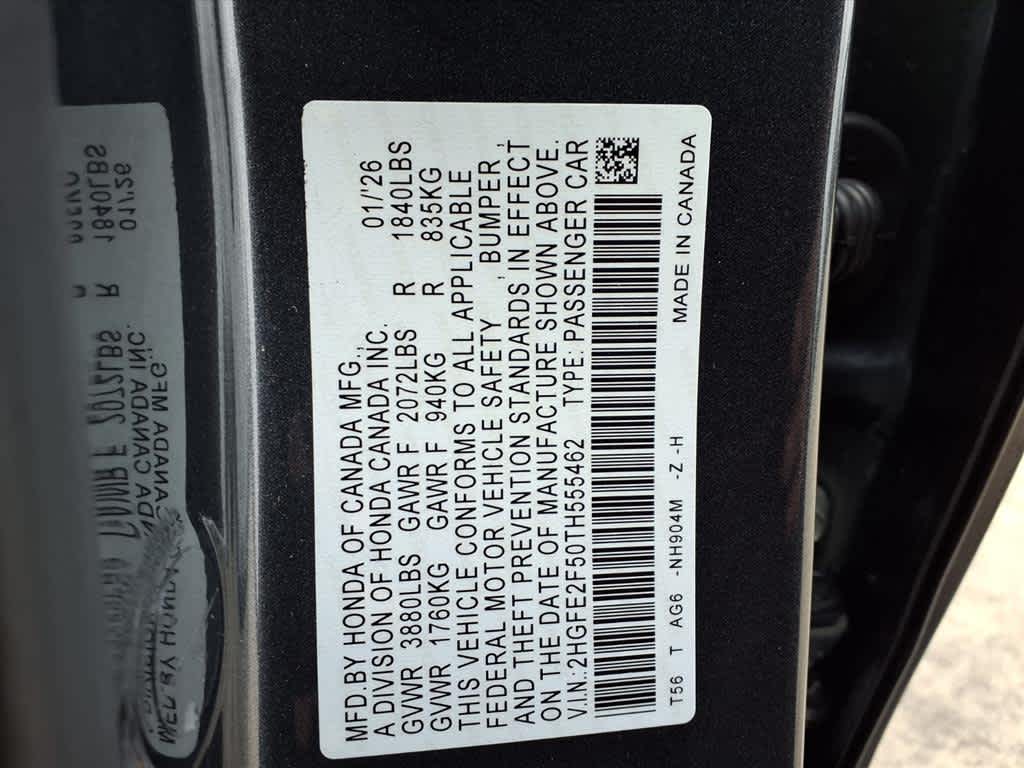 MFD.BY HONDA OF CANADA MFG., 01/'26
A DIVISION OF HONDA CANADA INC.
GVWR 3880LBS GAWR F 2072LBS R 1840LBS
GVWR 1760KG GAWR F 940KG R 835KG
THIS VEHICLE CONFORMS TO ALL APPLICABLE
FEDERAL MOTOR VEHICLE SAFETY , BUMPER ,
AND THEFT PREVENTION STANDARDS IN EFFECT
ON THE DATE OF MANUFACTURE SHOWN ABOVE.
V.I.N.:2HGFE2F50TH555462 TYPE: PASSENGER CAR
T56 T AG6 -NH904M -Z -H MADE IN CANADA